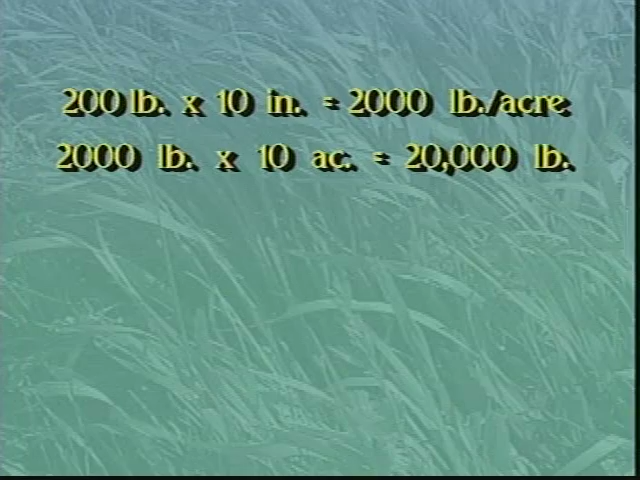 200 lb. x 10 in. = 2000 lb./acre
2000 lb. x 10 ac. = 20,000 lb.